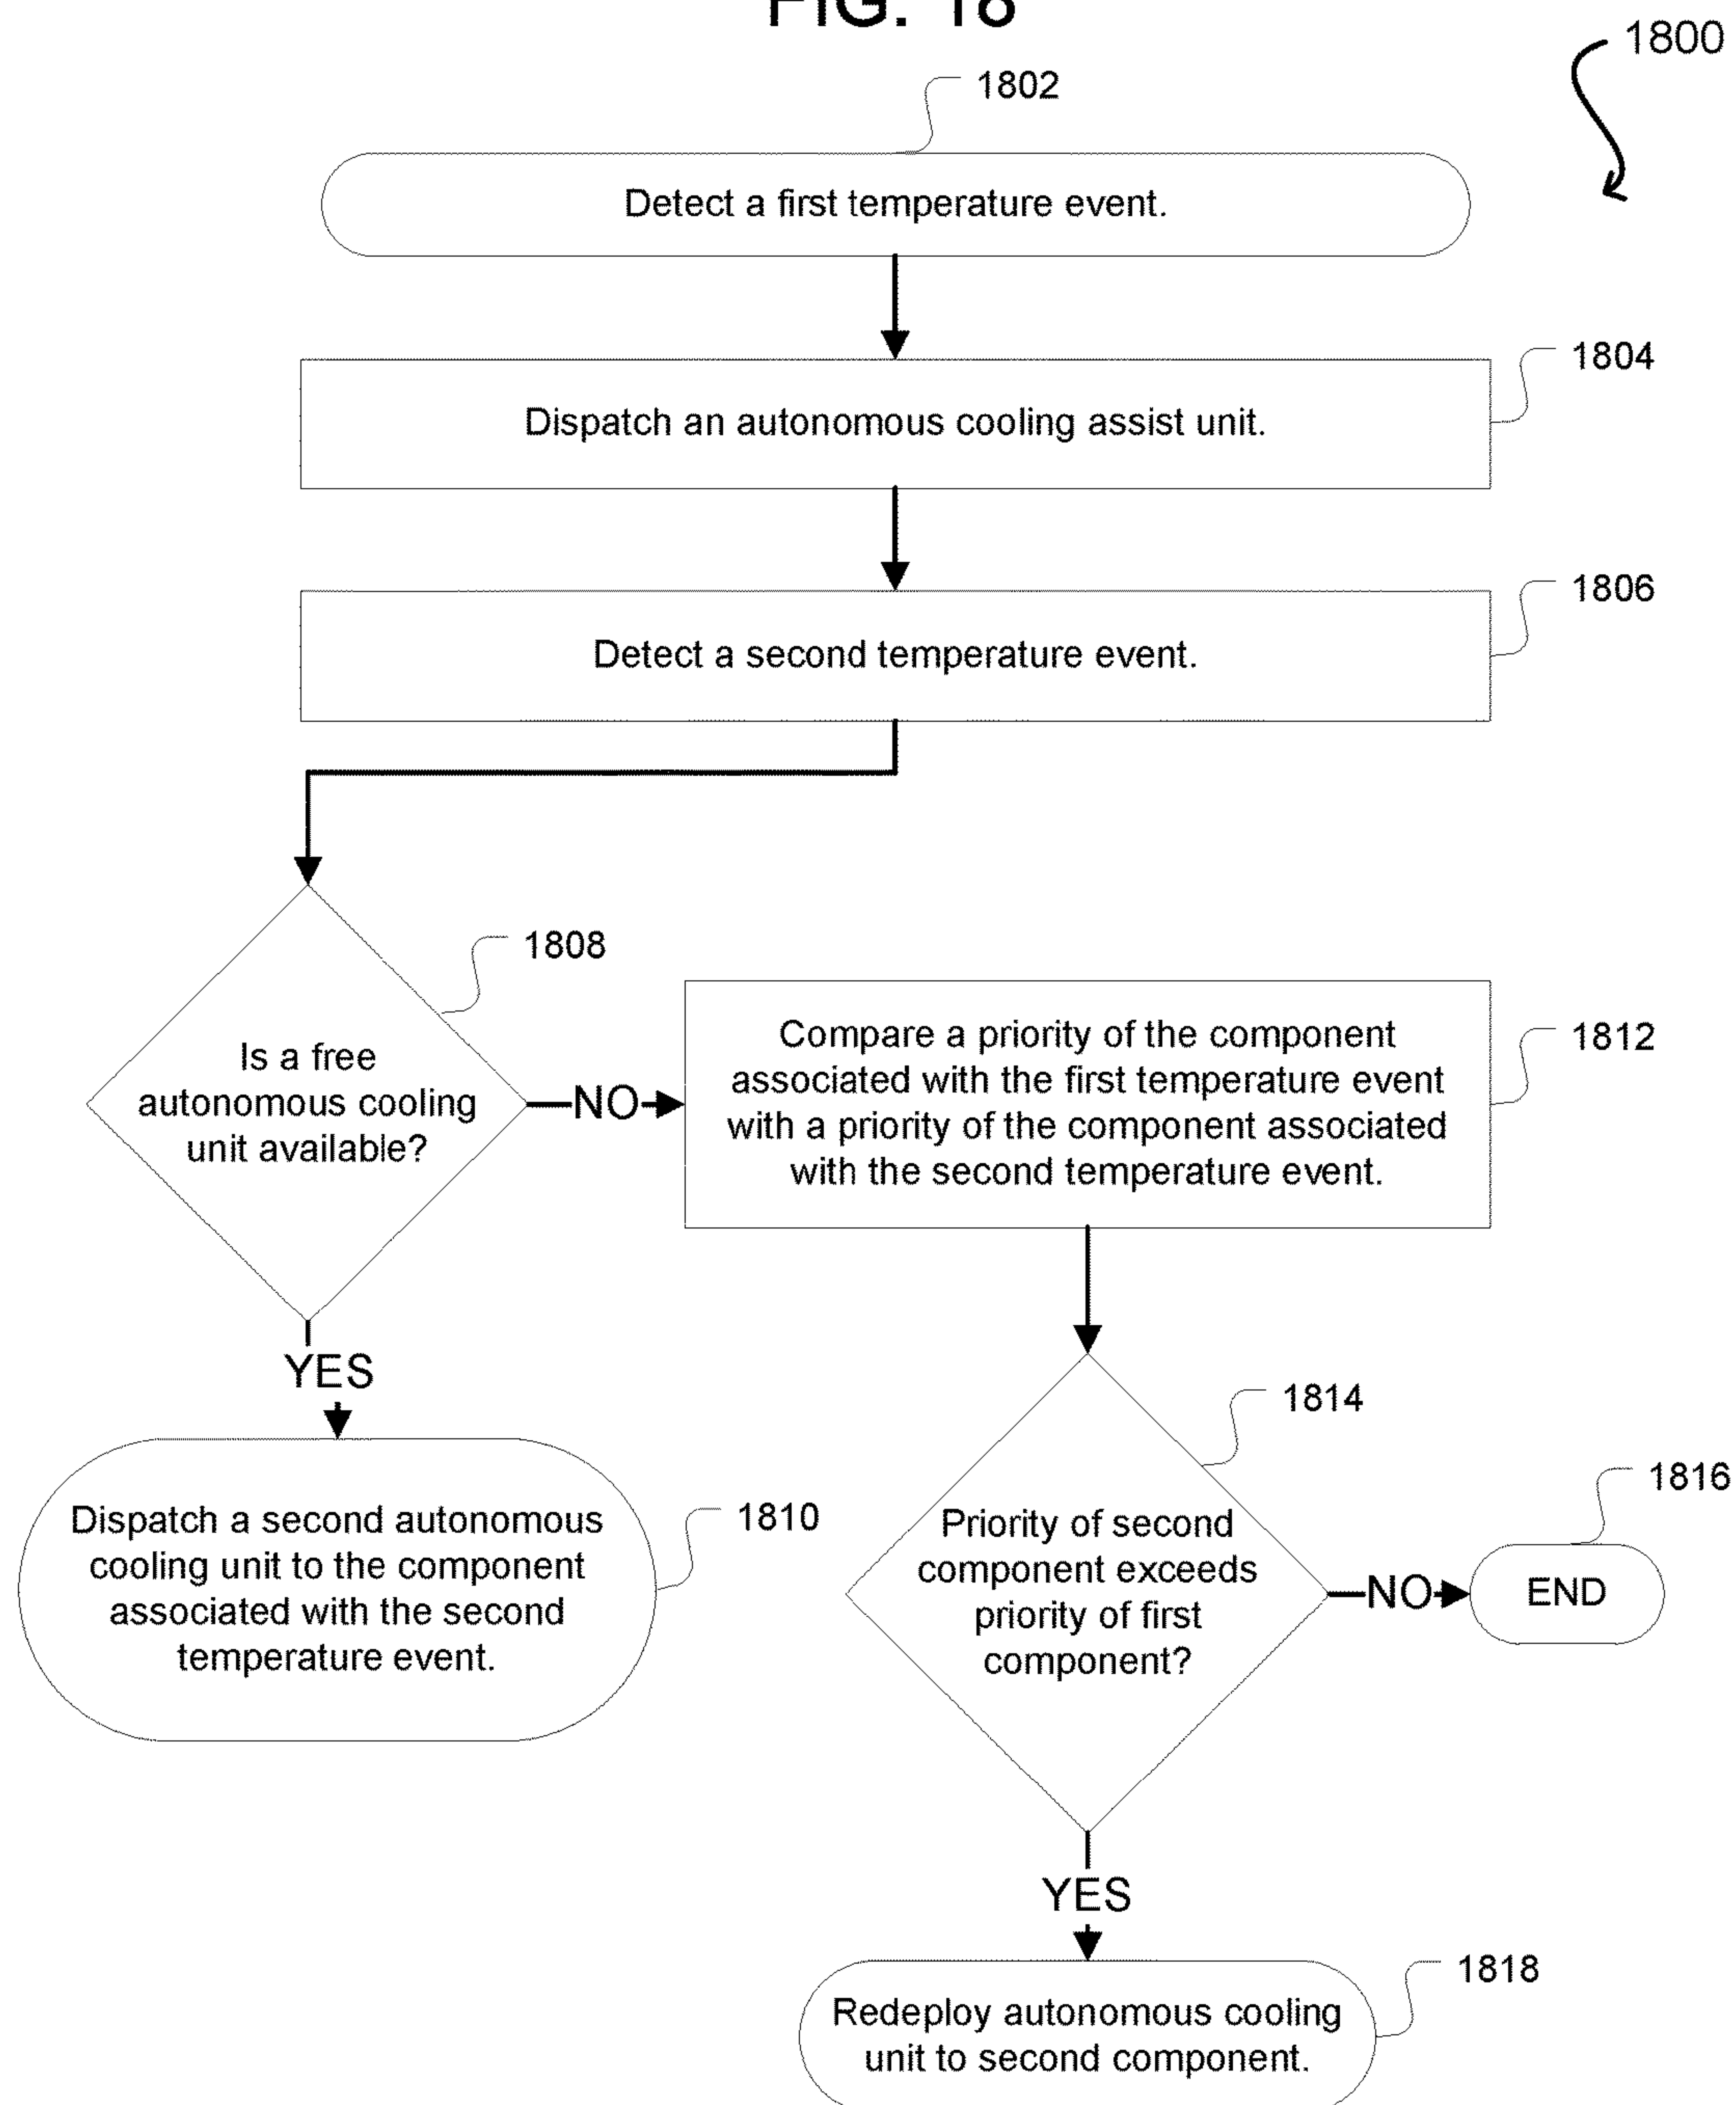 FIG. 18
1800
1802
Detect a first temperature event.
1804
Dispatch an autonomous cooling assist unit.
1806
Detect a second temperature event.
1808
Is a free
autonomous cooling
unit available?
NO
1812
Compare a priority of the component
associated with the first temperature event
with a priority of the component associated
with the second temperature event.
YES
1810
Dispatch a second autonomous
cooling unit to the component
associated with the second
temperature event.
1814
Priority of second
component exceeds
priority of first
component?
NO
1816
END
YES
1818
Redeploy autonomous cooling
unit to second component.